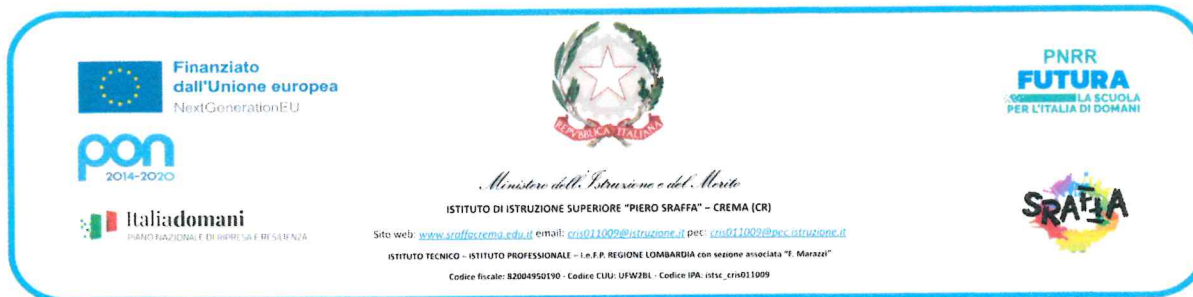 Finanziato
dall'Unione europea
NextGenerationEU
pon
2014-2020
Italiadomani
PIANO NAZIONALE DI RIPRESA E RESILIENZA
REPVBBLICA ITALIANA
Ministero dell'Istruzione e del Merito
ISTITUTO DI ISTRUZIONE SUPERIORE "PIERO SRAFFA" – CREMA (CR)
Sito web: www.sraffacrema.edu.it email: cris011009@istruzione.it pec: cris011009@pec.istruzione.it
ISTITUTO TECNICO – ISTITUTO PROFESSIONALE – I.e.F.P. REGIONE LOMBARDIA con sezione associata "F. Marazzi"
Codice fiscale: 82004950190 - Codice CUU: UFW2BL - Codice IPA: istsc_cris011009
PNRR
FUTURA
LA SCUOLA
PER L'ITALIA DI DOMANI
SRAFFA